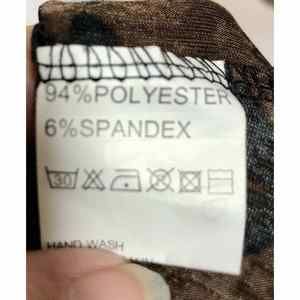 94%POLYESTER
6%SPANDEX
30
HAND WASH